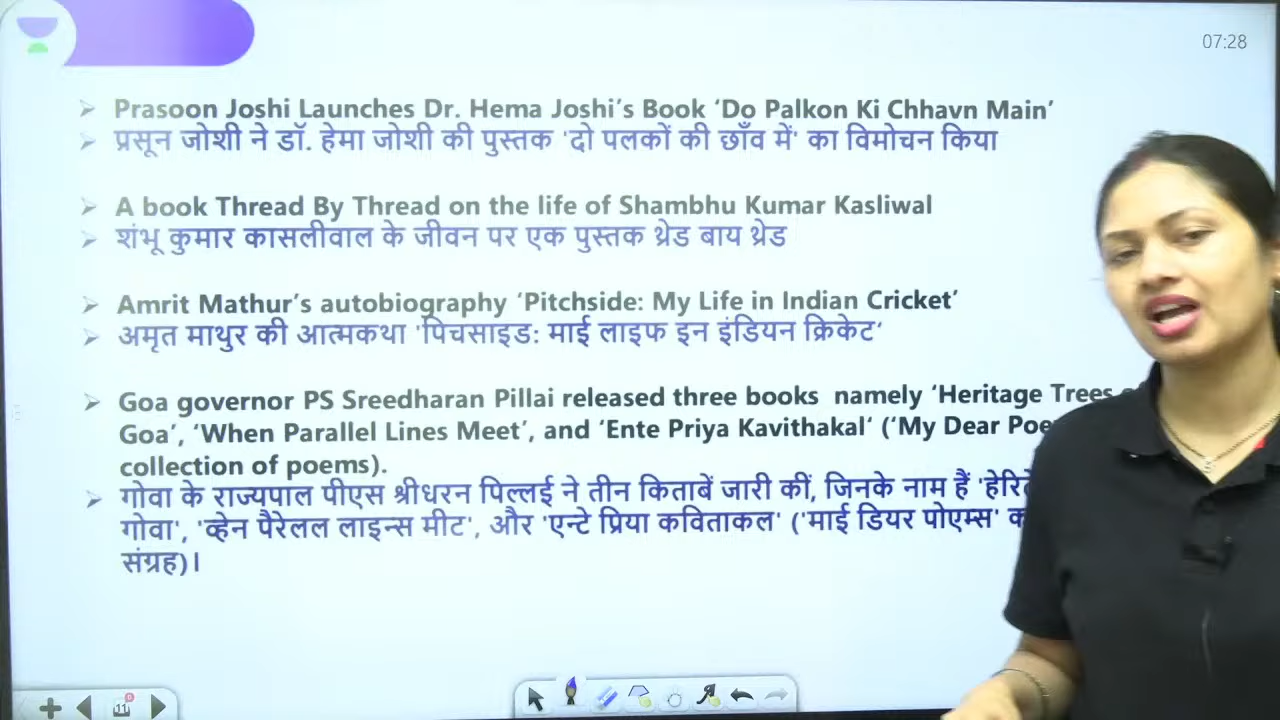 07:28
Prasoon Joshi Launches Dr. Hema Joshi's Book 'Do Palkon Ki Chhavn Main'
प्रसून जोशी ने डॉ. हेमा जोशी की पुस्तक 'दो पलकों की छाँव में' का विमोचन किया
A book Thread By Thread on the life of Shambhu Kumar Kasliwal
शंभू कुमार कासलीवाल के जीवन पर एक पुस्तक थ्रेड बाय थ्रेड
Amrit Mathur's autobiography 'Pitchside: My Life in Indian Cricket'
अमृत माथुर की आत्मकथा 'पिचसाइड: माई लाइफ इन इंडियन क्रिकेट'
Goa governor PS Sreedharan Pillai released three books namely 'Heritage Trees
Goa', 'When Parallel Lines Meet', and 'Ente Priya Kavithakal' ('My Dear
collection of poems).
गोवा के राज्यपाल पीएस श्रीधरन पिल्लई ने तीन किताबें जारी कीं, जिनके नाम हैं
गोवा', 'व्हेन पैरेलल लाइन्स मीट', और 'एन्टे प्रिया कविताकल' ('माई डियर पोएम्स'
संग्रह)।
11